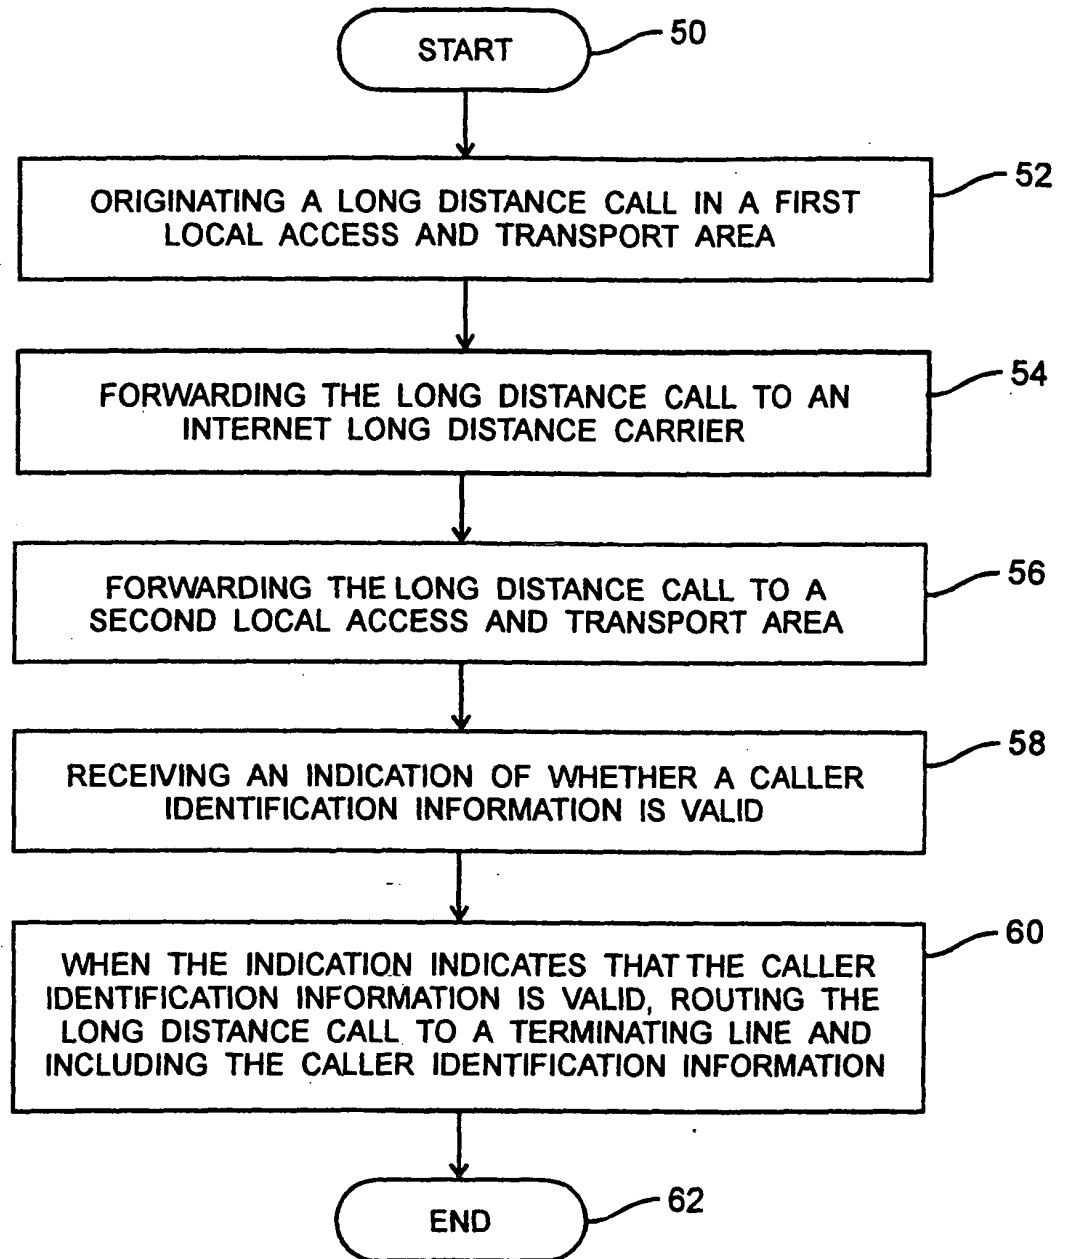 START
50
ORIGINATING A LONG DISTANCE CALL IN A FIRST
LOCAL ACCESS AND TRANSPORT AREA
52
FORWARDING THE LONG DISTANCE CALL TO AN
INTERNET LONG DISTANCE CARRIER
54
FORWARDING THE LONG DISTANCE CALL TO A
SECOND LOCAL ACCESS AND TRANSPORT AREA
56
RECEIVING AN INDICATION OF WHETHER A CALLER
IDENTIFICATION INFORMATION IS VALID
58
WHEN THE INDICATION INDICATES THAT THE CALLER
IDENTIFICATION INFORMATION IS VALID, ROUTING THE
LONG DISTANCE CALL TO A TERMINATING LINE AND
INCLUDING THE CALLER IDENTIFICATION INFORMATION
60
END
62